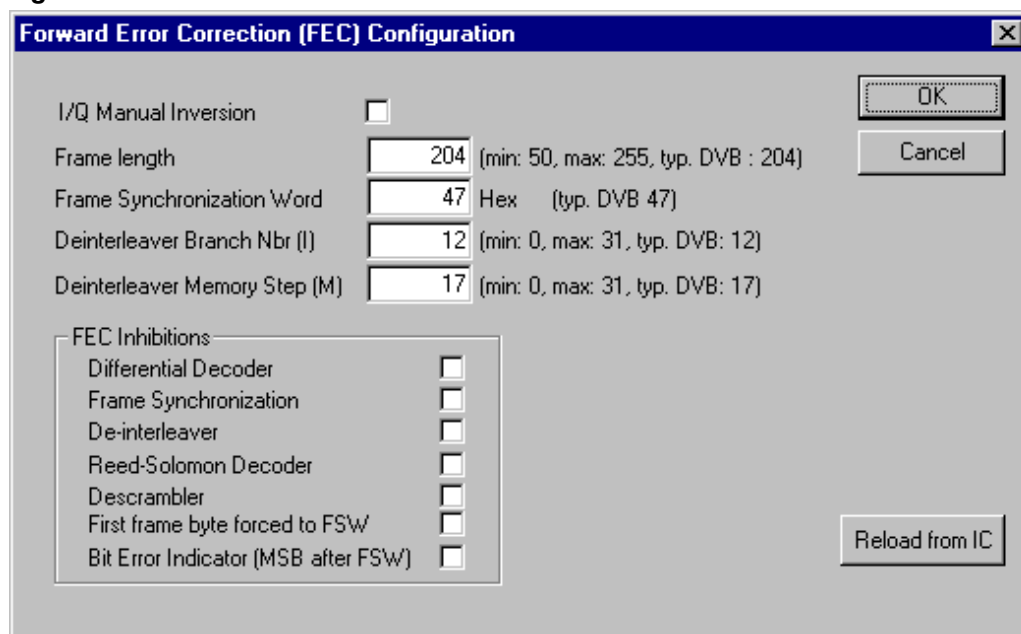 Forward Error Correction (FEC) Configuration
I/Q Manual Inversion
OK
Frame length 204 (min: 50, max: 255, typ. DVB : 204)
Cancel
Frame Synchronization Word 47 Hex (typ. DVB 47)
Deinterleaver Branch Nbr (I) 12 (min: 0, max: 31, typ. DVB: 12)
Deinterleaver Memory Step (M) 17 (min: 0, max: 31, typ. DVB: 17)
FEC Inhibitions
Differential Decoder
Frame Synchronization
De-interleaver
Reed-Solomon Decoder
Descrambler
First frame byte forced to FSW
Bit Error Indicator (MSB after FSW)
Reload from IC